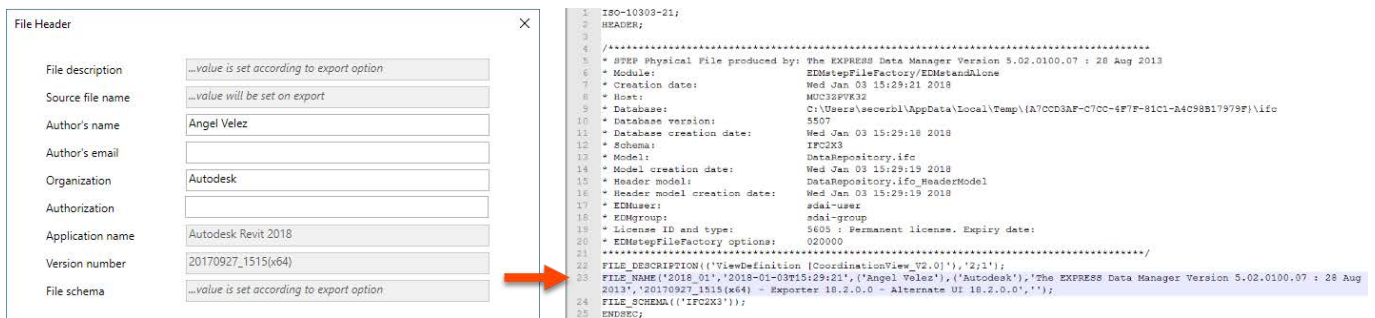 File Header
File description ...value is set according to export option
Source file name ...value will be set on export
Author's name Angel Velez
Author's email
Organization Autodesk
Authorization
Application name Autodesk Revit 2018
Version number 20170927_1515(x64)
File schema ...value is set according to export option
1 ISO-10303-21;
2 HEADER;
3
4 /******************************************************************************************
5 * STEP Physical File produced by: The EXPRESS Data Manager Version 5.02.0100.07 : 28 Aug 2013
6 * Module: EDMstepFileFactory/EDMstandAlone
7 * Creation date: Wed Jan 03 15:29:21 2018
8 * Host: MUC32PVK32
9 * Database: C:\Users\secerbl\AppData\Local\Temp\{A7CCD3AF-C7CC-4F7F-81C1-A4C98B17979F}\ifc
10 * Database version: 5507
11 * Database creation date: Wed Jan 03 15:29:18 2018
12 * Schema: IFC2X3
13 * Model: DataRepository.ifc
14 * Model creation date: Wed Jan 03 15:29:19 2018
15 * Header model: DataRepository.ifc_HeaderModel
16 * Header model creation date: Wed Jan 03 15:29:19 2018
17 * EDMuser: sdai-user
18 * EDMgroup: sdai-group
19 * License ID and type: 5605 : Permanent license. Expiry date:
20 * EDMstepFileFactory options: 020000
21 ******************************************************************************************/
22 FILE_DESCRIPTION(('ViewDefinition [CoordinationView_V2.0]'),'2;1');
23 FILE_NAME('2018_01','2018-01-03T15:29:21',('Angel Velez'),('Autodesk'),'The EXPRESS Data Manager Version 5.02.0100.07 : 28 Aug
2013','20170927_1515(x64) - Exporter 18.2.0.0 - Alternate UI 18.2.0.0','');
24 FILE_SCHEMA(('IFC2X3'));
25 ENDSEC;